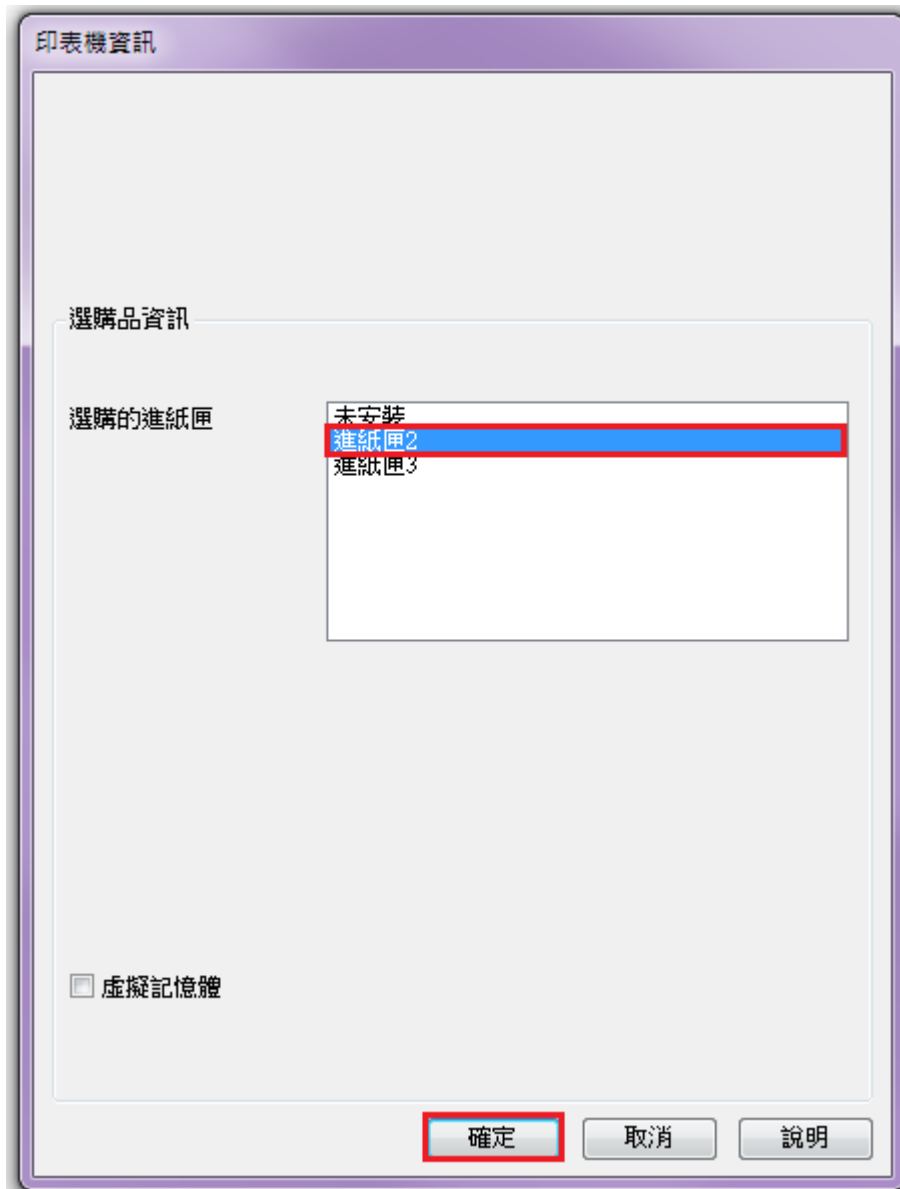 印表機資訊
選購品資訊
選購的進紙匣
未安裝
進紙匣2
進紙匣3
虛擬記憶體
確定 取消 說明